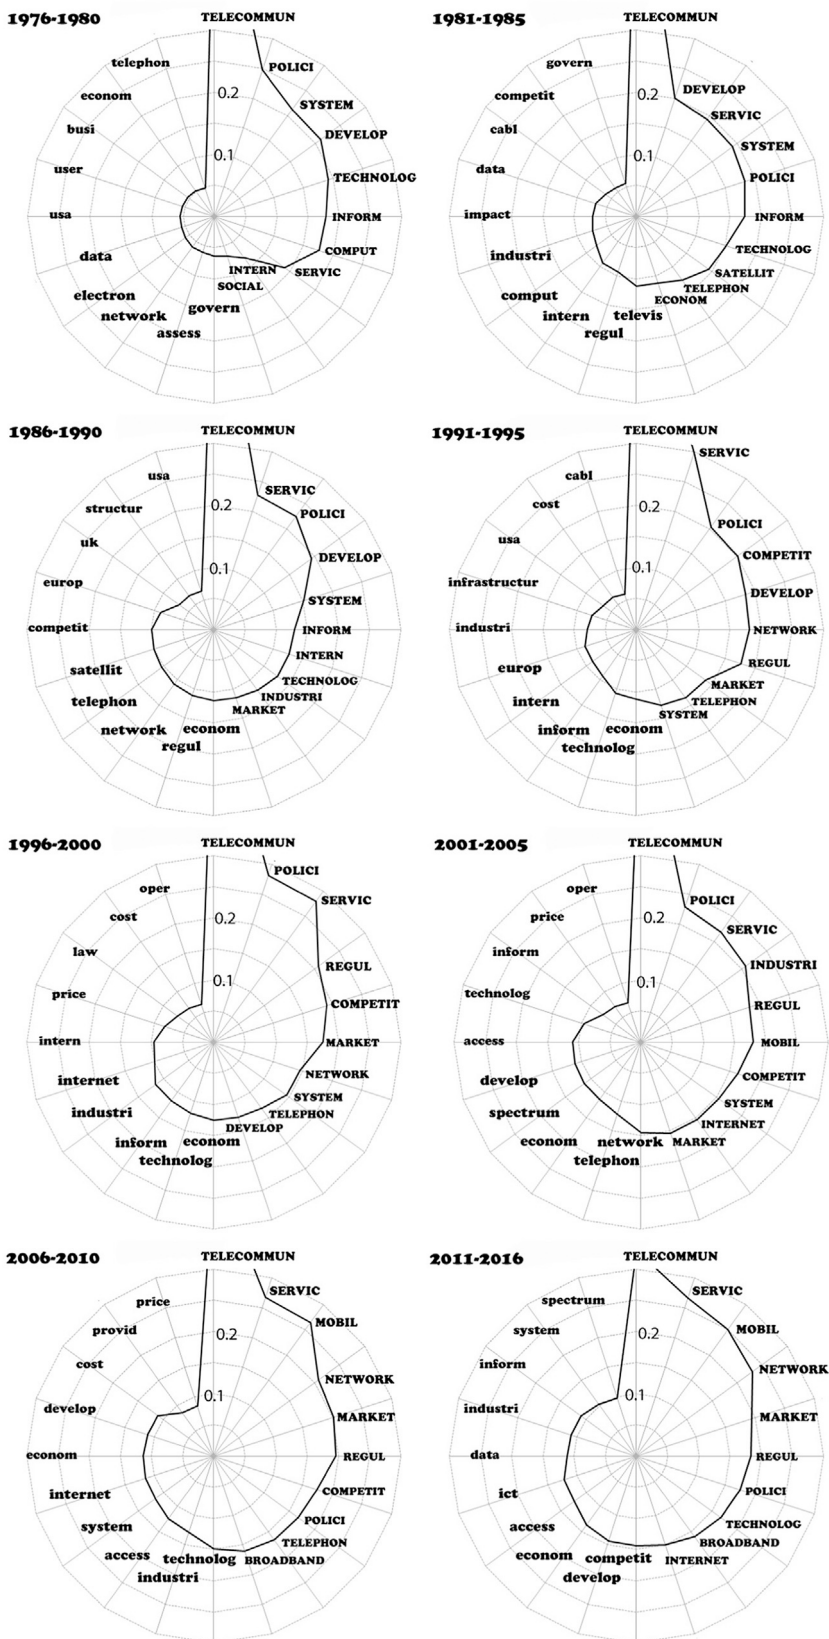 1976-1980
TELECOMMUN
POLICI
SYSTEM
DEVELOP
TECHNOLOG
INFORM
COMPUT
SERVIC
INTERN
SOCIAL
govern
assess
network
electron
data
usa
user
busi
econom
telephon
0.2
0.1
1981-1985
TELECOMMUN
DEVELOP
SERVIC
SYSTEM
POLICI
INFORM
TECHNOLOG
SATELLIT
TELEPHON
ECONOM
televis
regul
intern
comput
industri
impact
data
cabl
competit
govern
0.2
0.1
1986-1990
TELECOMMUN
SERVIC
POLICI
DEVELOP
SYSTEM
INFORM
INTERN
TECHNOLOG
INDUSTRI
MARKET
econom
regul
network
telephon
satellit
competit
europ
uk
structur
usa
0.2
0.1
1991-1995
TELECOMMUN
SERVIC
POLICI
COMPETIT
DEVELOP
NETWORK
REGUL
MARKET
TELEPHON
SYSTEM
econom
technolog
inform
intern
europ
industri
infrastructur
usa
cost
cabl
0.2
0.1
1996-2000
TELECOMMUN
POLICI
SERVIC
REGUL
COMPETIT
MARKET
NETWORK
SYSTEM
TELEPHON
DEVELOP
econom
technolog
inform
industri
internet
intern
price
law
cost
oper
0.2
0.1
2001-2005
TELECOMMUN
POLICI
SERVIC
INDUSTRI
REGUL
MOBIL
COMPETIT
SYSTEM
INTERNET
MARKET
network
telephon
econom
spectrum
develop
access
technolog
inform
price
oper
0.2
0.1
2006-2010
TELECOMMUN
SERVIC
MOBIL
NETWORK
MARKET
REGUL
COMPETIT
POLICI
TELEPHON
BROADBAND
technolog
industri
access
system
internet
econom
develop
cost
provid
price
0.2
0.1
2011-2016
TELECOMMUN
SERVIC
MOBIL
NETWORK
MARKET
REGUL
POLICI
TECHNOLOG
BROADBAND
INTERNET
competit
develop
econom
access
ict
data
industri
inform
system
spectrum
0.2
0.1